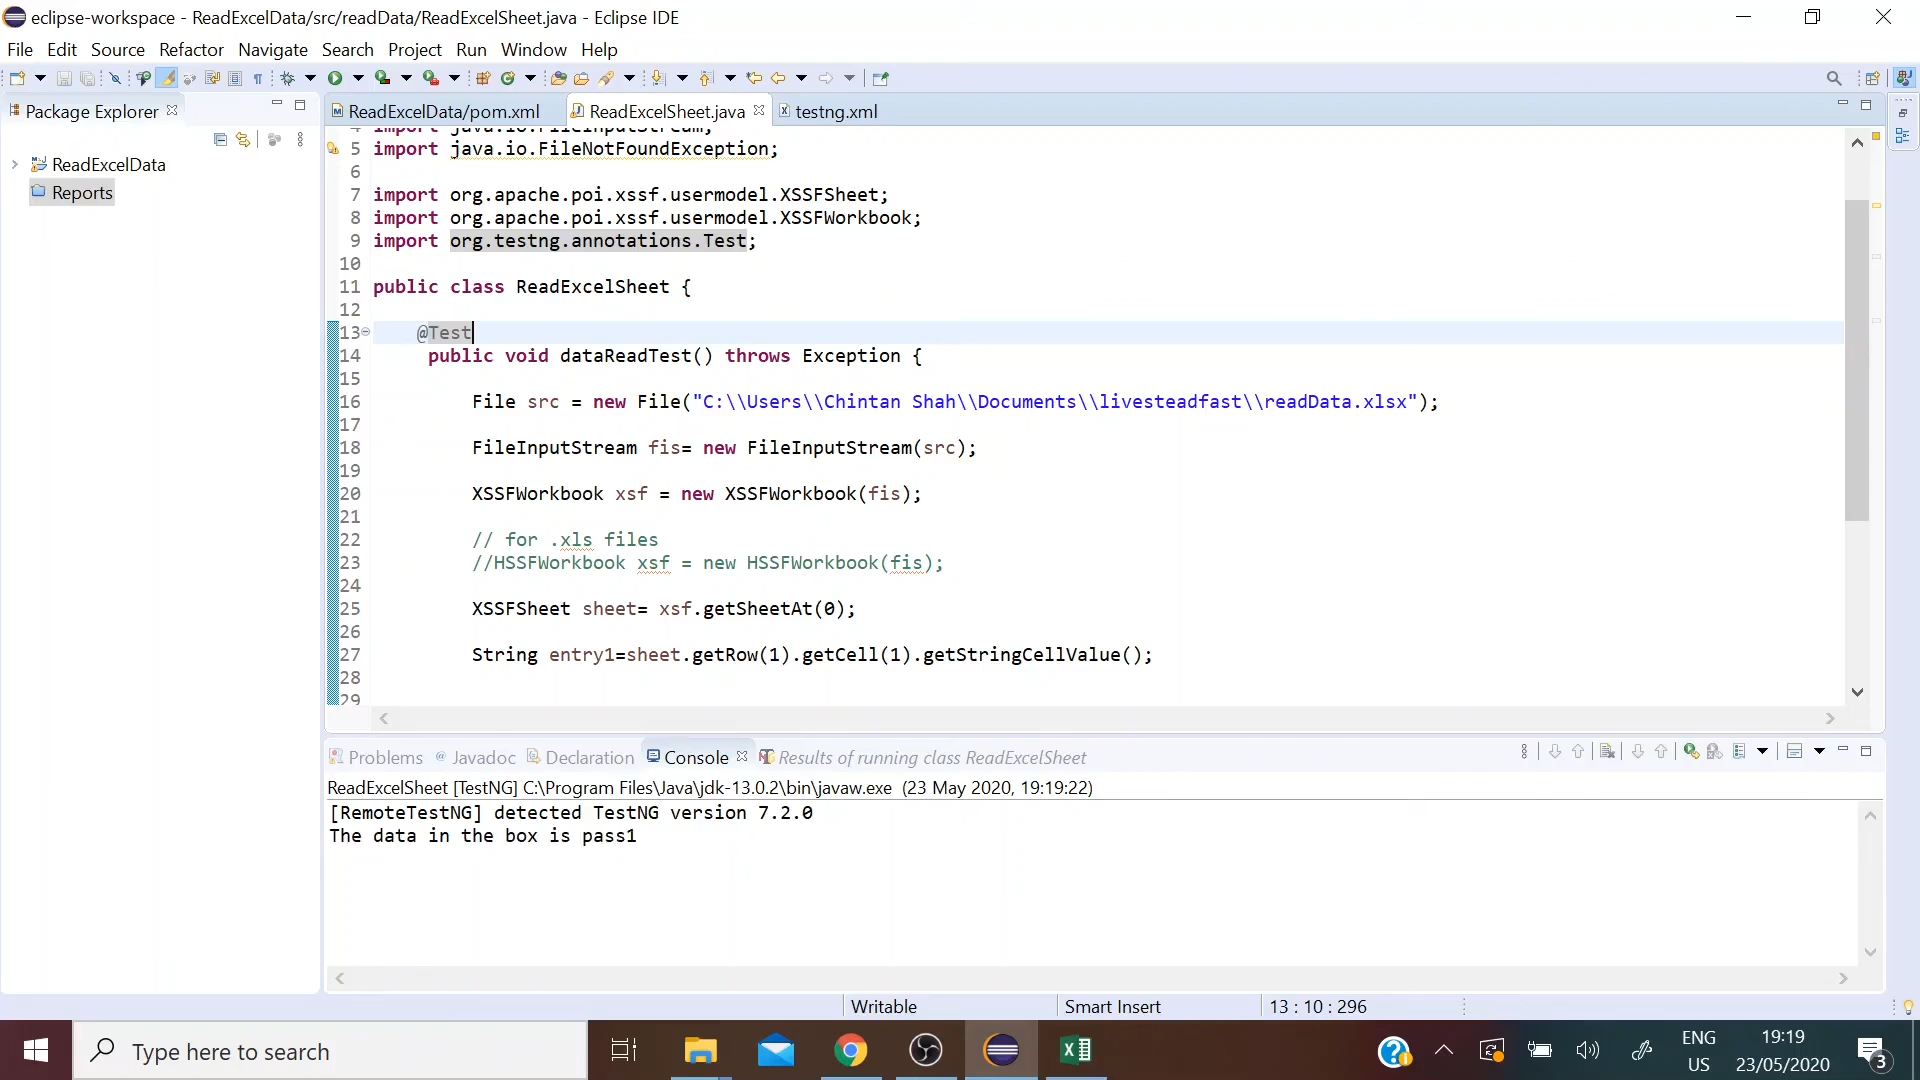 eclipse-workspace - ReadExcelData/src/readData/ReadExcelSheet.java - Eclipse IDE
File Edit Source Refactor Navigate Search Project Run Window Help
Package Explorer
ReadExcelData/pom.xml
ReadExcelSheet.java
testng.xml
ReadExcelData
Reports
4 import java.io.FileInputStream;
5 import java.io.FileNotFoundException;
6
7 import org.apache.poi.xssf.usermodel.XSSFSheet;
8 import org.apache.poi.xssf.usermodel.XSSFWorkbook;
9 import org.testng.annotations.Test;
10
11 public class ReadExcelSheet {
12
13 @Test
14 public void dataReadTest() throws Exception {
15
16 File src = new File("C:\\Users\\Chintan Shah\\Documents\\livesteadfast\\readData.xlsx");
17
18 FileInputStream fis= new FileInputStream(src);
19
20 XSSFWorkbook xsf = new XSSFWorkbook(fis);
21
22 // for .xls files
23 //HSSFWorkbook xsf = new HSSFWorkbook(fis);
24
25 XSSFSheet sheet= xsf.getSheetAt(0);
26
27 String entry1=sheet.getRow(1).getCell(1).getStringCellValue();
28
29
Problems Javadoc Declaration Console Results of running class ReadExcelSheet
ReadExcelSheet [TestNG] C:\Program Files\Java\jdk-13.0.2\bin\javaw.exe (23 May 2020, 19:19:22)
[RemoteTestNG] detected TestNG version 7.2.0
The data in the box is pass1
Writable
Smart Insert
13 : 10 : 296
Type here to search
ENG
US
19:19
23/05/2020
3